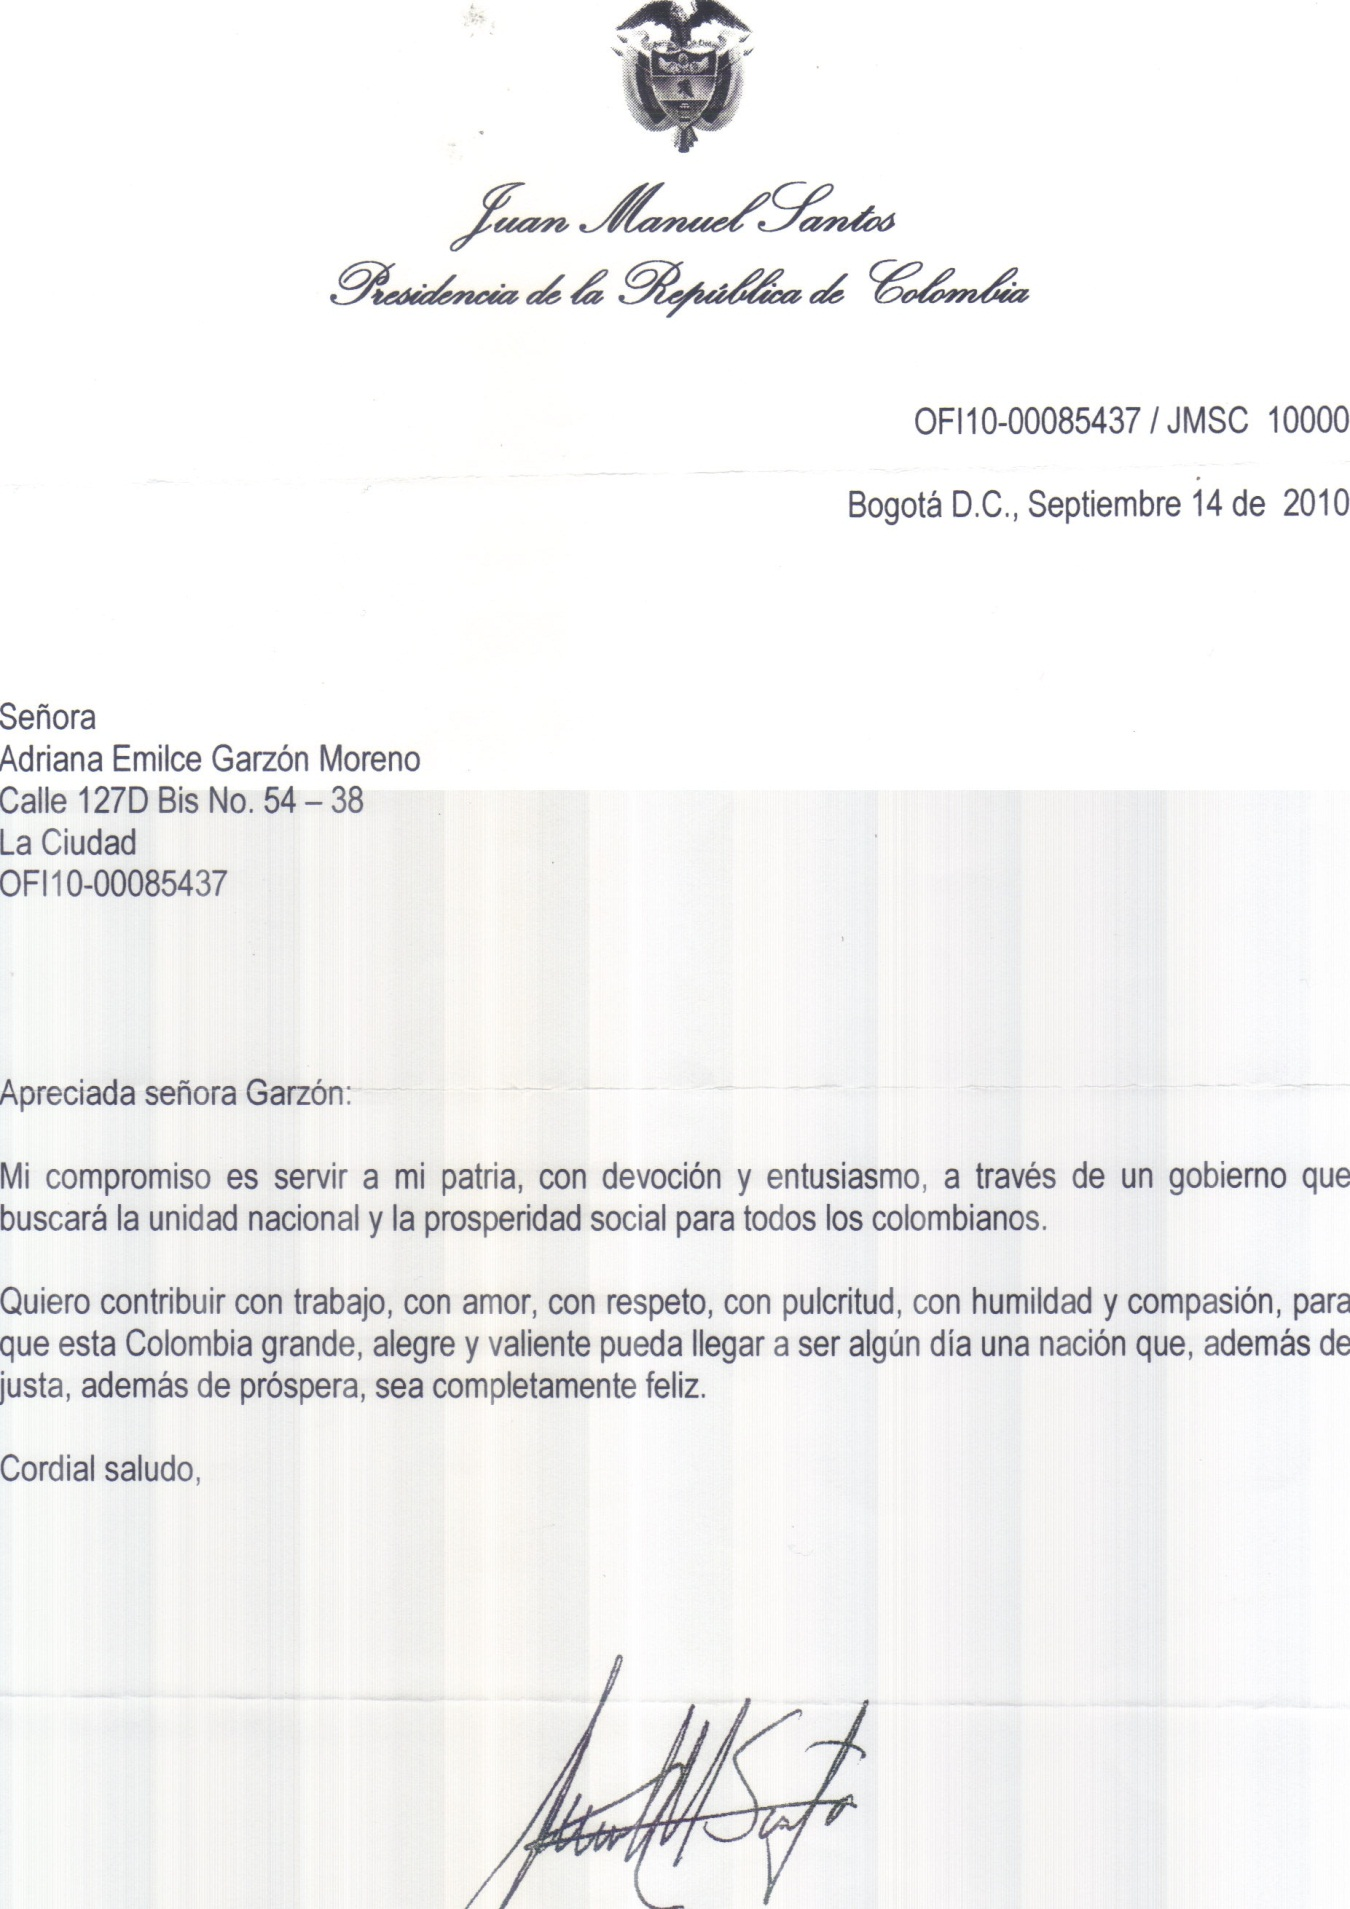 Juan Manuel Santos
Presidencia de la República de Colombia
OFI10-00085437 / JMSC 10000
Bogotá D.C., Septiembre 14 de 2010
Señora
Adriana Emilce Garzón Moreno
Calle 127D Bis No. 54 – 38
La Ciudad
OFI10-00085437
Apreciada señora Garzón:
Mi compromiso es servir a mi patria, con devoción y entusiasmo, a través de un gobierno que
buscará la unidad nacional y la prosperidad social para todos los colombianos.
Quiero contribuir con trabajo, con amor, con respeto, con pulcritud, con humildad y compasión, para
que esta Colombia grande, alegre y valiente pueda llegar a ser algún día una nación que, además de
justa, además de próspera, sea completamente feliz.
Cordial saludo,